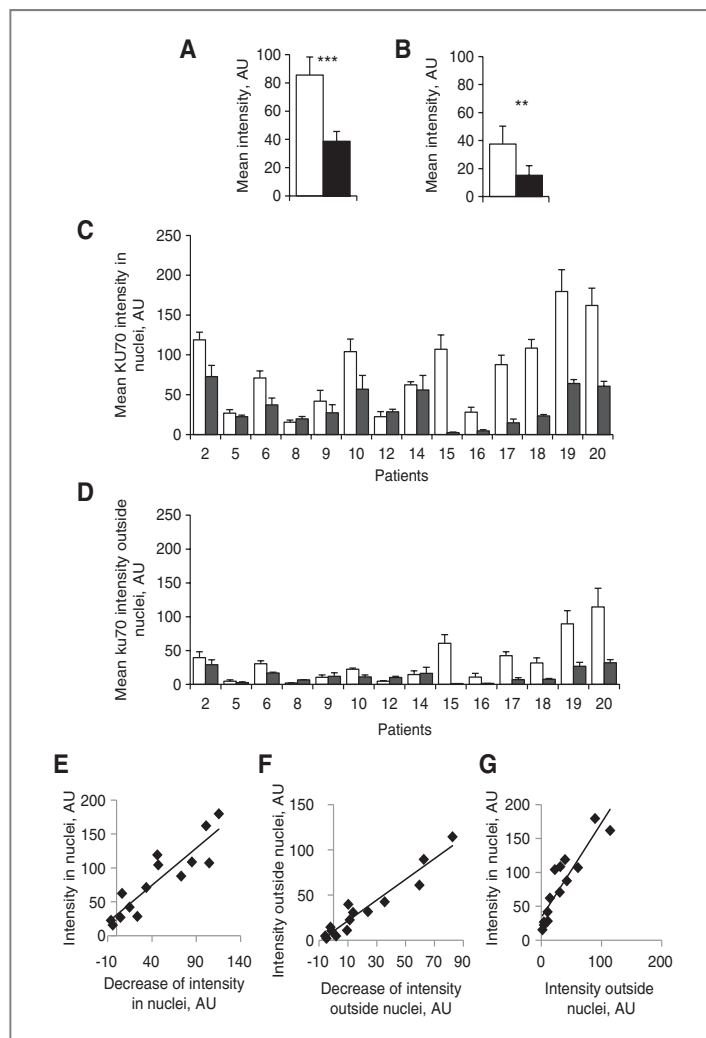 A
Mean intensity, AU
100
80
60
40
20
0
***
B
Mean intensity, AU
100
80
60
40
20
0
**
C
Mean KU70 intensity in
nuclei, AU
250
200
150
100
50
0
2 5 6 8 9 10 12 14 15 16 17 18 19 20
Patients
D
Mean ku70 intensity outside
nuclei, AU
250
200
150
100
50
0
2 5 6 8 9 10 12 14 15 16 17 18 19 20
Patients
E
Intensity in nuclei, AU
200
150
100
50
0
-10 40 90 140
Decrease of intensity
in nuclei, AU
F
Intensity outside nuclei, AU
150
100
50
0
-10 10 30 50 70 90
Decrease of intensity
outside nuclei, AU
G
Intensity in nuclei, AU
200
150
100
50
0
0 100 200
Intensity outside
nuclei, AU